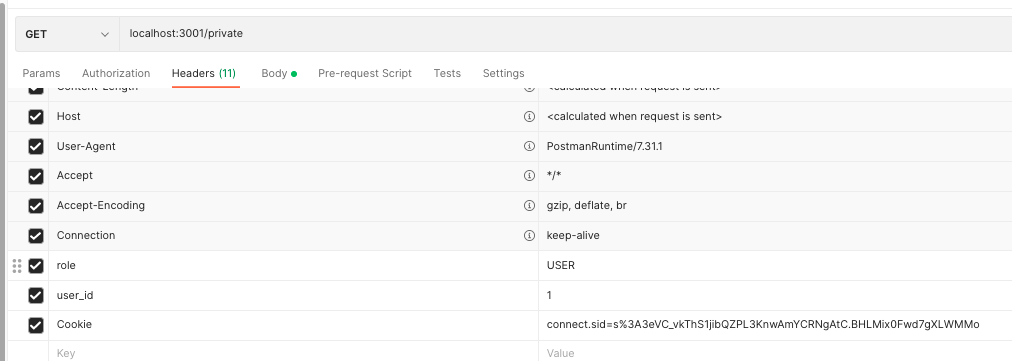 GET localhost:3001/private
Params Authorization Headers (11) Body Pre-request Script Tests Settings
Content-Length <calculated when request is sent>
Host <calculated when request is sent>
User-Agent PostmanRuntime/7.31.1
Accept */*
Accept-Encoding gzip, deflate, br
Connection keep-alive
role USER
user_id 1
Cookie connect.sid=s%3A3eVC_vkThS1jibQZPL3KnwAmYCRNgAtC.BHLMix0Fwd7gXLWMMo
Key Value